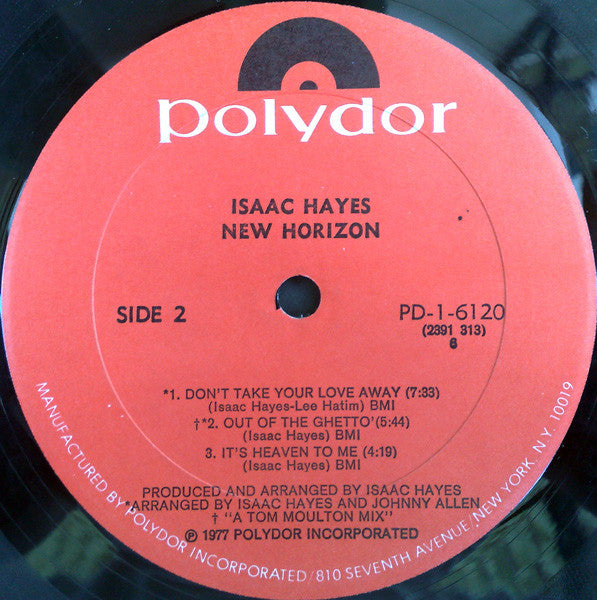 polydor
ISAAC HAYES
NEW HORIZON
SIDE 2
PD-1-6120
(2391 313)
6
*1. DON'T TAKE YOUR LOVE AWAY (7:33)
(Isaac Hayes-Lee Hatim) BMI
†*2. OUT OF THE GHETTO'(5:44)
(Isaac Hayes) BMI
3. IT'S HEAVEN TO ME (4:19)
(Isaac Hayes) BMI
PRODUCED AND ARRANGED BY ISAAC HAYES
*ARRANGED BY ISAAC HAYES AND JOHNNY ALLEN
† "A TOM MOULTON MIX"
℗ 1977 POLYDOR INCORPORATED
MANUFACTURED BY POLYDOR INCORPORATED/810 SEVENTH AVENUE/NEW YORK, N.Y. 10019